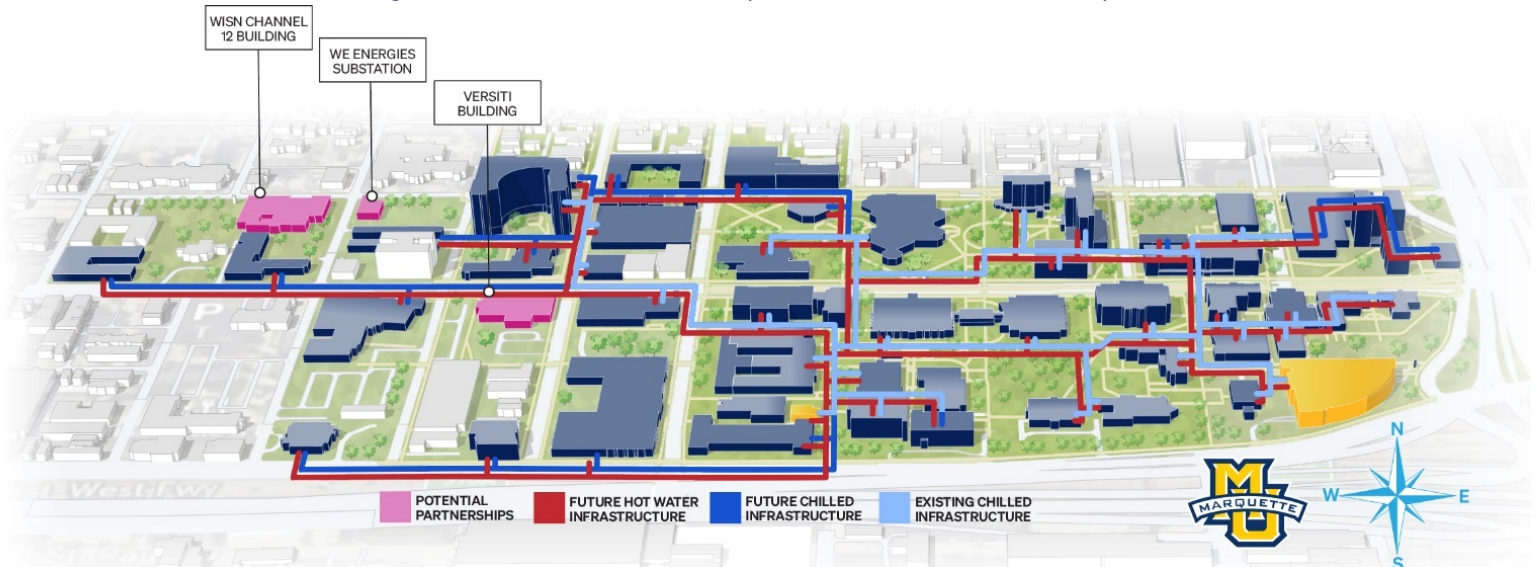 WISN CHANNEL
12 BUILDING
WE ENERGIES
SUBSTATION
VERSITI
BUILDING
P
POTENTIAL
PARTNERSHIPS
FUTURE HOT WATER
INFRASTRUCTURE
FUTURE CHILLED
INFRASTRUCTURE
EXISTING CHILLED
INFRASTRUCTURE
MU
MARQUETTE
N
W
E
S